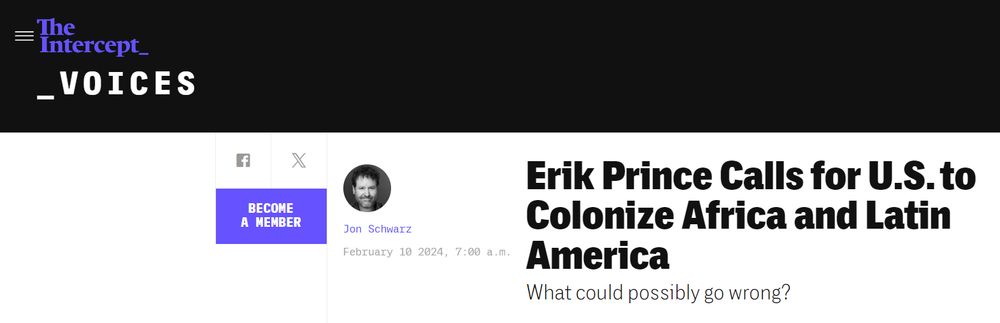 The
Intercept_
_VOICES
BECOME
A MEMBER
Jon Schwarz
February 10 2024, 7:00 a.m.
Erik Prince Calls for U.S. to
Colonize Africa and Latin
America
What could possibly go wrong?